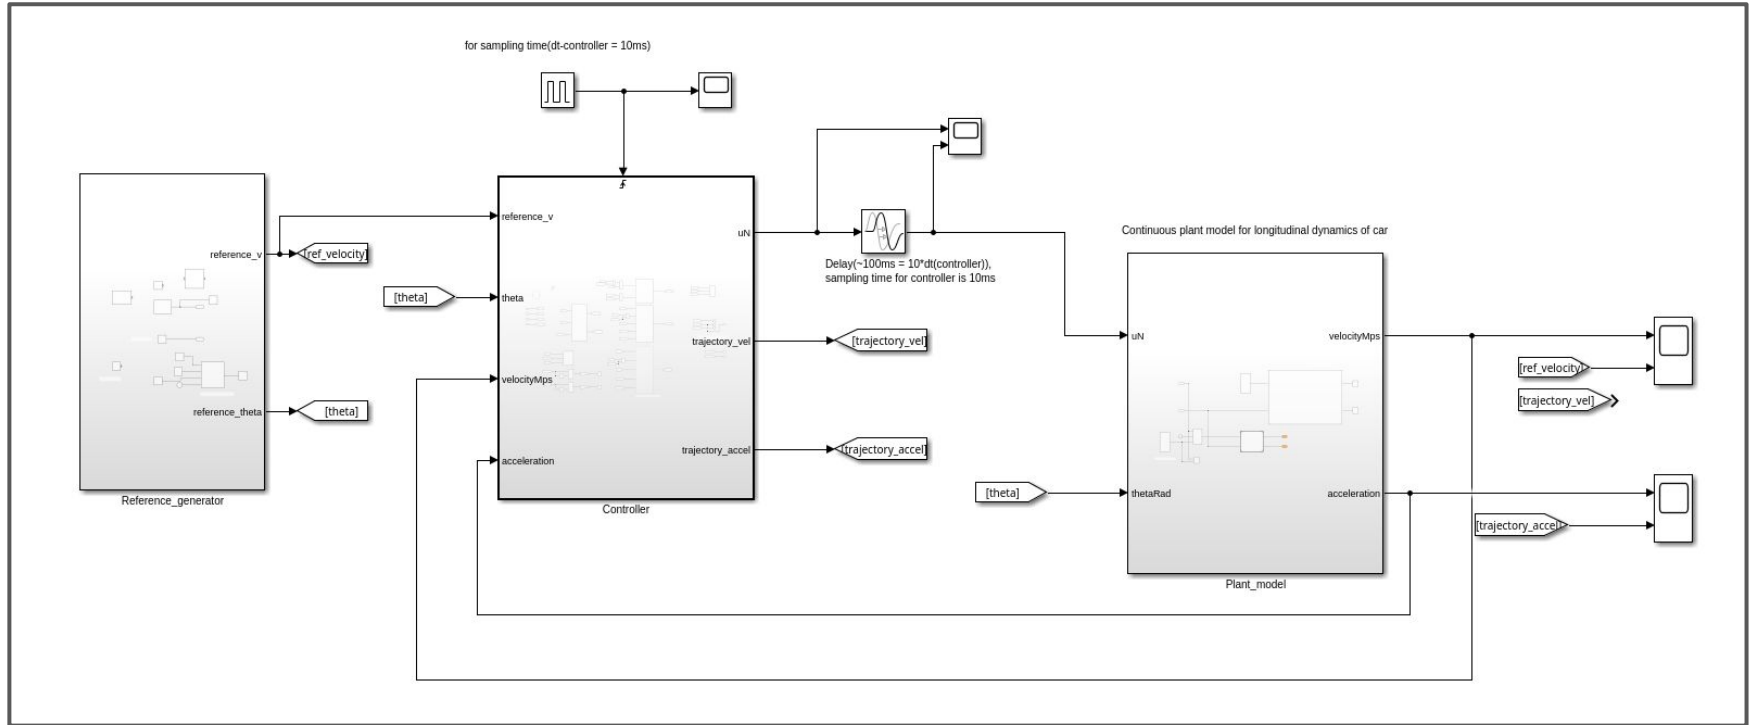 for sampling time(dt-controller = 10ms)
reference_v
[ref_velocity]
reference_theta
[theta]
Reference_generator
[theta]
reference_v
theta
velocityMps
acceleration
uN
trajectory_vel
trajectory_accel
Controller
[trajectory_vel]
[trajectory_accel]
Delay(~100ms = 10*dt(controller)),
sampling time for controller is 10ms
Continuous plant model for longitudinal dynamics of car
[theta]
uN
thetaRad
velocityMps
acceleration
Plant_model
[ref_velocity]
[trajectory_vel]
[trajectory_accel]